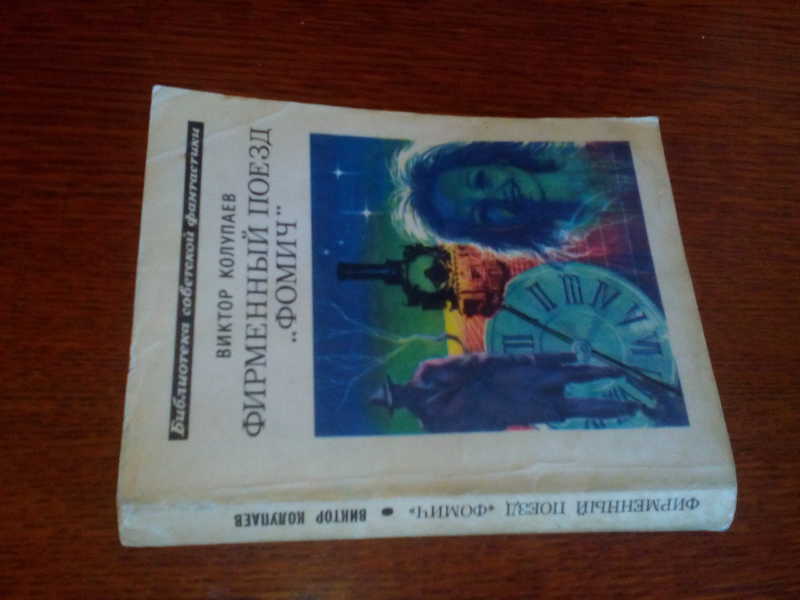 Библиотека советской фантастики
ВИКТОР КОЛУПАЕВ
ФИРМЕННЫЙ ПОЕЗД
„ФОМИЧ"
ВИКТОР КОЛУПАЕВ • ФИРМЕННЫЙ ПОЕЗД «ФОМИЧ»